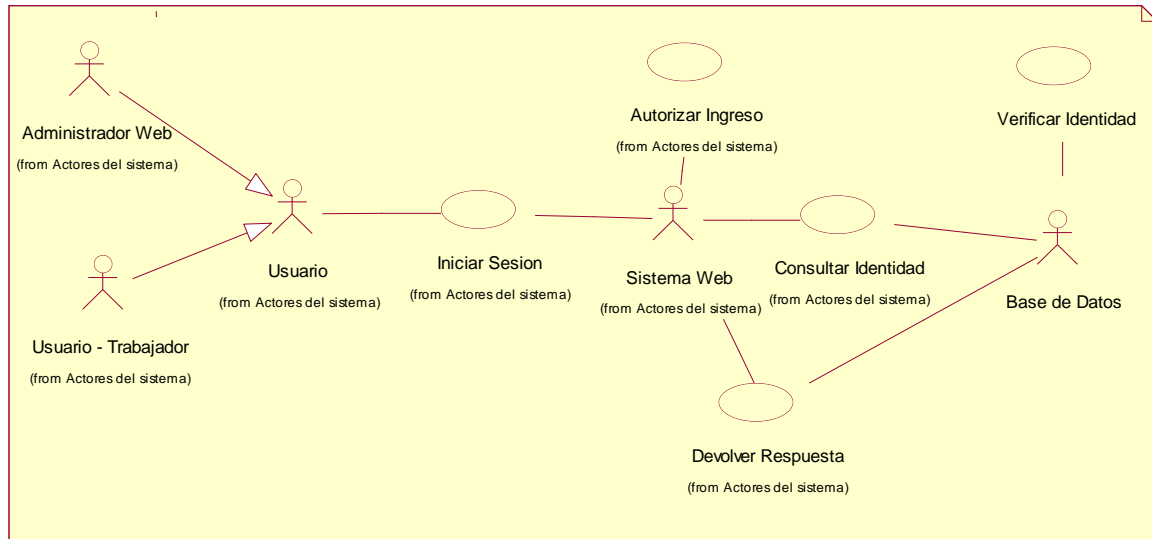 Administrador Web
(from Actores del sistema)
Autorizar Ingreso
(from Actores del sistema)
Verificar Identidad
Usuario
(from Actores del sistema)
Iniciar Sesion
(from Actores del sistema)
Sistema Web
(from Actores del sistema)
Consultar Identidad
(from Actores del sistema)
Base de Datos
Usuario - Trabajador
(from Actores del sistema)
Devolver Respuesta
(from Actores del sistema)